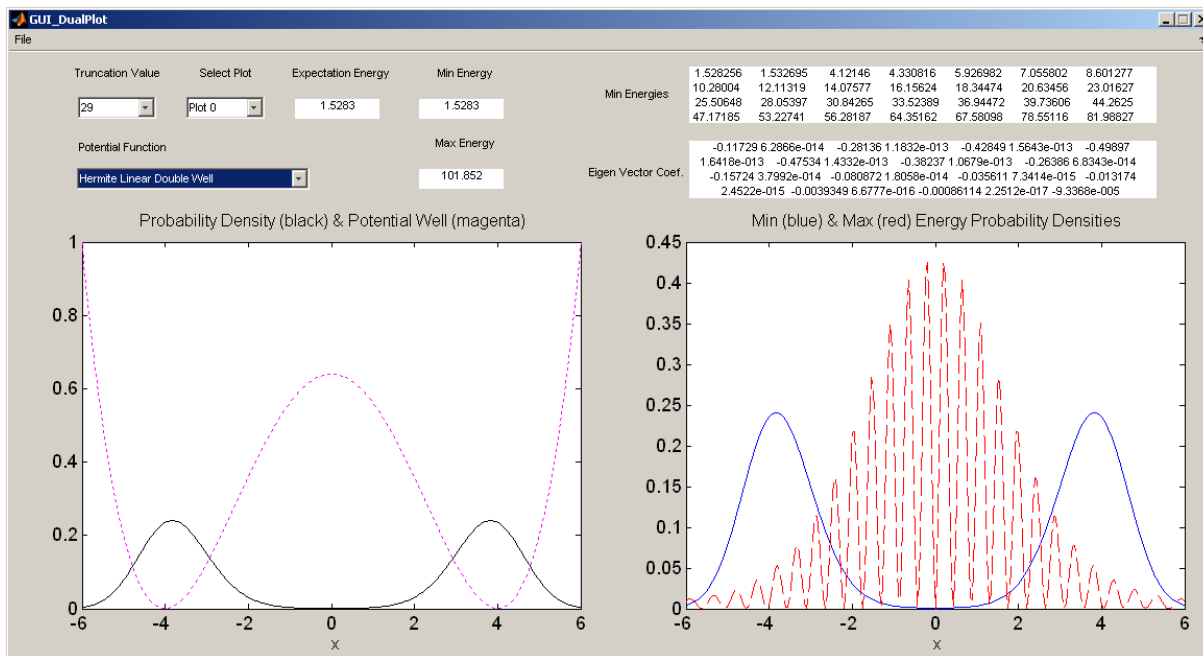 GUI_DualPlot
File
Truncation Value Select Plot Expectation Energy Min Energy
29 Plot 0 1.5283 1.5283
Potential Function Max Energy
Hermite Linear Double Well 101.852
Min Energies
1.528256 1.532695 4.12146 4.330816 5.926982 7.055802 8.601277
10.28004 12.11319 14.07577 16.15624 18.34474 20.63456 23.01627
25.50648 28.05397 30.84265 33.52389 36.94472 39.73606 44.2625
47.17185 53.22741 56.28187 64.35162 67.58098 78.55116 81.98827
Eigen Vector Coef.
-0.11729 6.2866e-014 -0.28136 1.1832e-013 -0.42849 1.5643e-013 -0.49897
1.6418e-013 -0.47534 1.4332e-013 -0.38237 1.0679e-013 -0.26386 6.8343e-014
-0.15724 3.7992e-014 -0.080872 1.8058e-014 -0.035611 7.3414e-015 -0.013174
2.4522e-015 -0.0039349 6.6777e-016 -0.00086114 2.2512e-017 -9.3368e-005
Probability Density (black) & Potential Well (magenta)
1
0.8
0.6
0.4
0.2
0
-6 -4 -2 0 2 4 6
x
Min (blue) & Max (red) Energy Probability Densities
0.45
0.4
0.35
0.3
0.25
0.2
0.15
0.1
0.05
0
-6 -4 -2 0 2 4 6
x